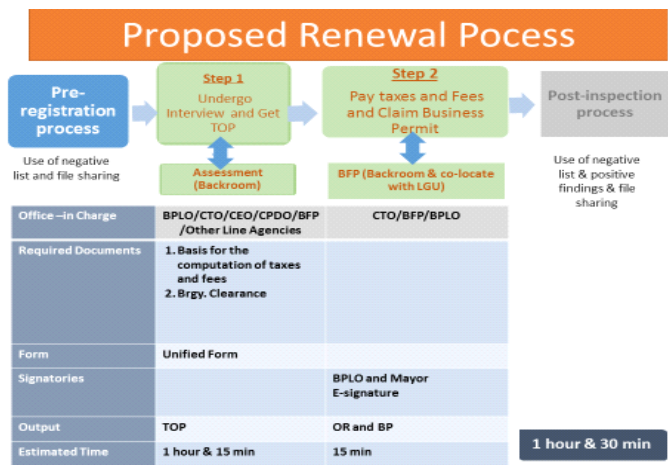 Proposed Renewal Pocess
Pre-
registration
process
Use of negative
list and file sharing
Step 1
Undergo
Interview and Get
TOP
Assessment
(Backroom)
Step 2
Pay taxes and Fees
and Claim Business
Permit
BFP (Backroom & co-locate
with LGU)
Post-inspection
process
Use of negative
list & positive
findings & file
sharing
Office –in Charge
BPLO/CTO/CEO/CPDO/BFP
/Other Line Agencies
CTO/BFP/BPLO
Required Documents
1. Basis for the
computation of taxes
and fees
2. Brgy. Clearance
Form
Unified Form
Signatories
BPLO and Mayor
E-signature
Output
TOP
OR and BP
Estimated Time
1 hour & 15 min
15 min
1 hour & 30 min